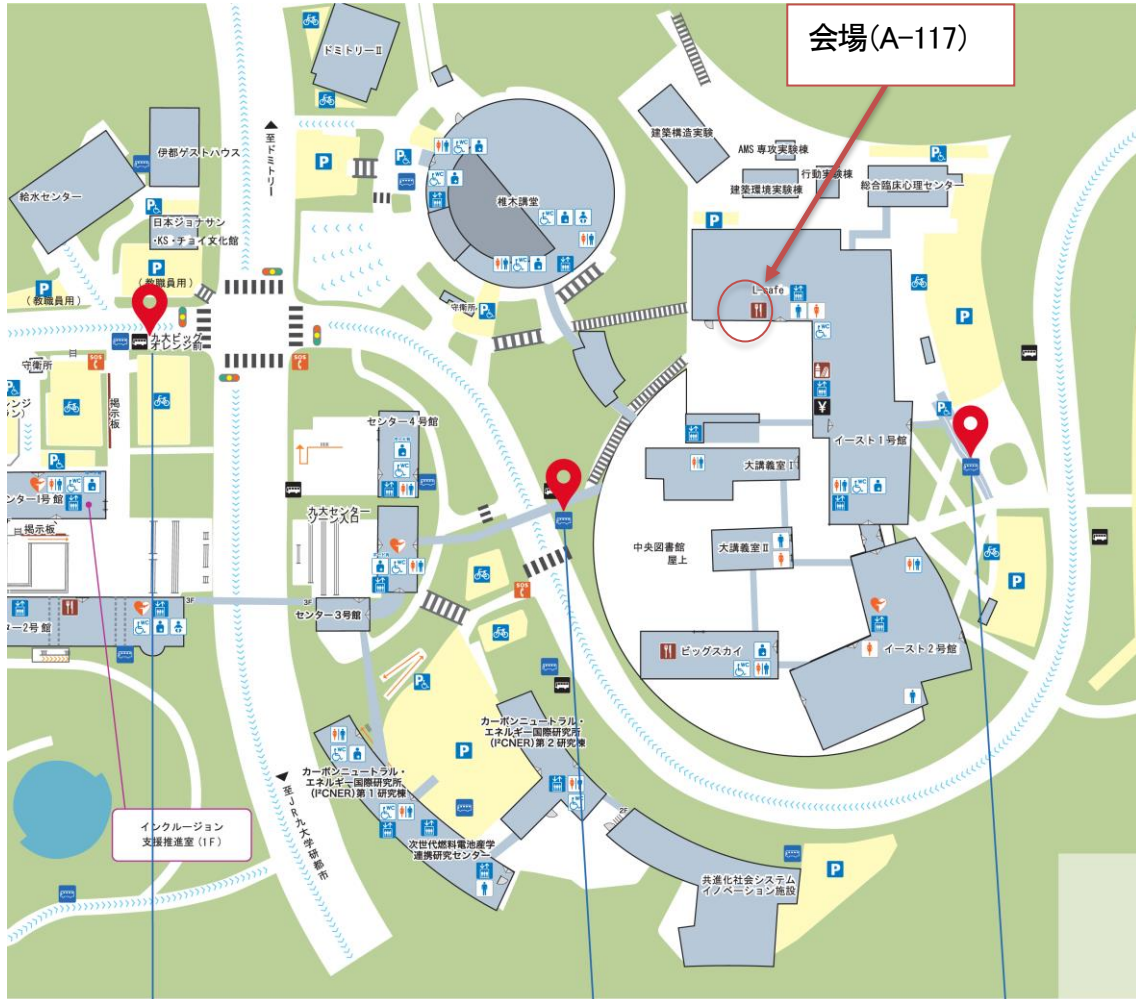 会場(A-117)
ドミトリーⅡ
伊都ゲストハウス
給水センター
日本ジョナサン
・KS・チョイ文化館
(教職員用)
(教職員用)
至ドミトリー
椎木講堂
建築構造実験
AMS 専攻実験棟
行動実験棟
建築環境実験棟
総合臨床心理センター
L-cafe
守衛所
九大ビッグ
オレンジ前
SOS
SOS
守衛所
掲示板
センター4号館
イースト1号館
大講義室Ⅰ
ンター1号館
掲示板
九大センター
ゾーン入口
中央図書館
屋上
大講義室Ⅱ
SOS
3F
3F
センター3号館
ター2号館
ビッグスカイ
イースト2号館
カーボンニュートラル・
エネルギー国際研究所
(I²CNER)第2研究棟
カーボンニュートラル・
エネルギー国際研究所
(I²CNER)第1研究棟
至JR九大学研都市
インクルージョン
支援推進室(1F)
2F
次世代燃料電池産学
連携研究センター
共進化社会システム
イノベーション施設